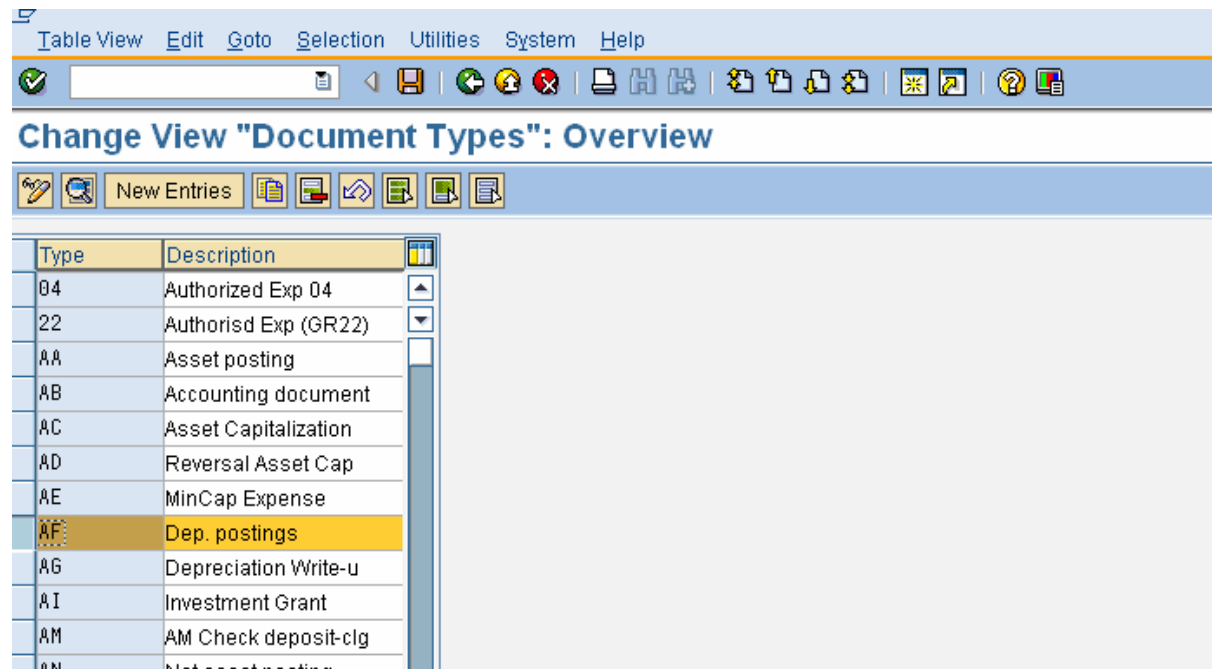 Table View Edit Goto Selection Utilities System Help
Change View "Document Types": Overview
New Entries
Type Description
04 Authorized Exp 04
22 Authorisd Exp (GR22)
AA Asset posting
AB Accounting document
AC Asset Capitalization
AD Reversal Asset Cap
AE MinCap Expense
AF Dep. postings
AG Depreciation Write-u
AI Investment Grant
AM AM Check deposit-clg